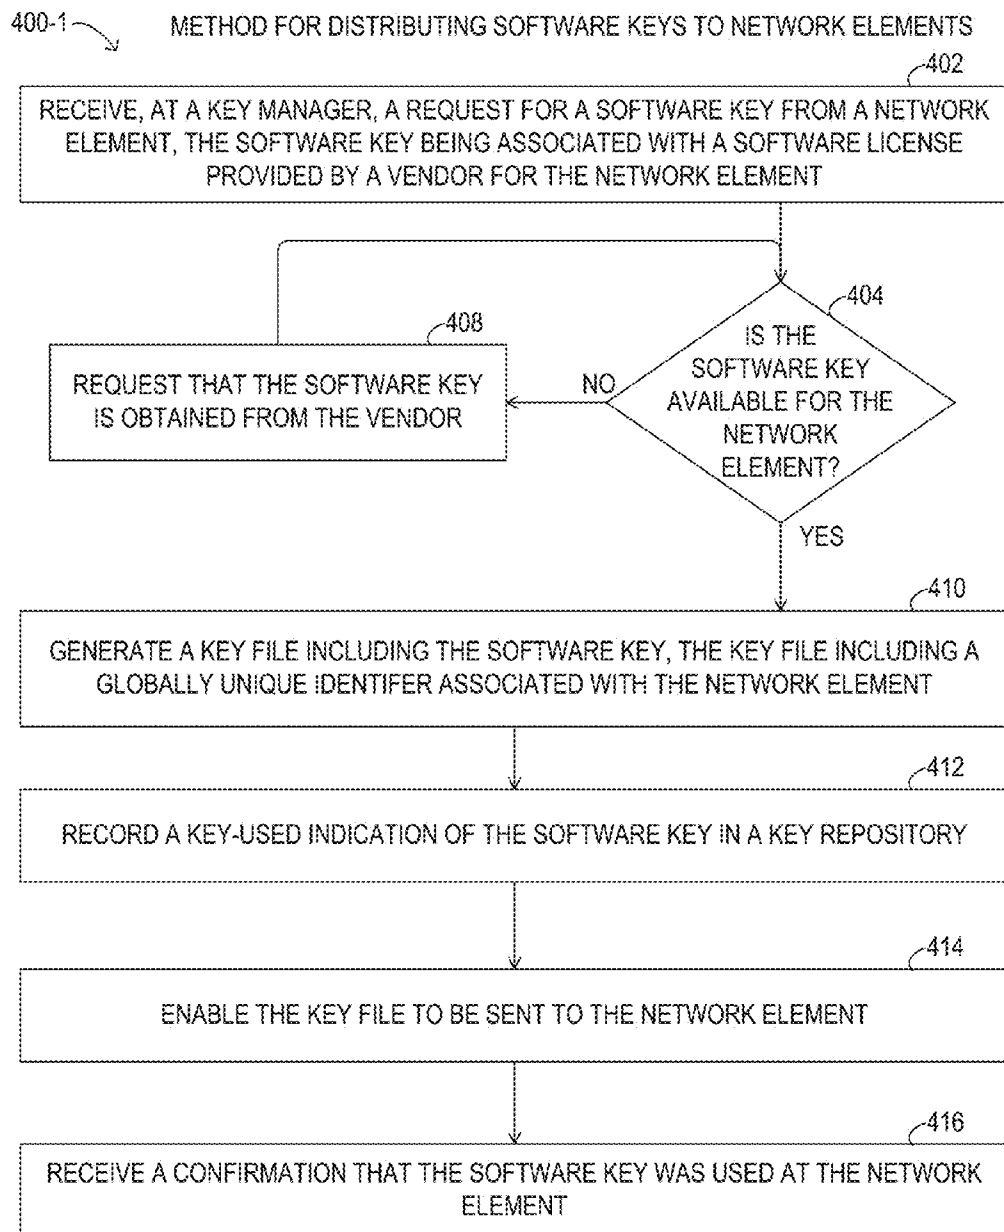 400-1
METHOD FOR DISTRIBUTING SOFTWARE KEYS TO NETWORK ELEMENTS
402
RECEIVE, AT A KEY MANAGER, A REQUEST FOR A SOFTWARE KEY FROM A NETWORK
ELEMENT, THE SOFTWARE KEY BEING ASSOCIATED WITH A SOFTWARE LICENSE
PROVIDED BY A VENDOR FOR THE NETWORK ELEMENT
404
IS THE
SOFTWARE KEY
AVAILABLE FOR THE
NETWORK
ELEMENT?
408
REQUEST THAT THE SOFTWARE KEY
IS OBTAINED FROM THE VENDOR
NO
YES
410
GENERATE A KEY FILE INCLUDING THE SOFTWARE KEY, THE KEY FILE INCLUDING A
GLOBALLY UNIQUE IDENTIFER ASSOCIATED WITH THE NETWORK ELEMENT
412
RECORD A KEY-USED INDICATION OF THE SOFTWARE KEY IN A KEY REPOSITORY
414
ENABLE THE KEY FILE TO BE SENT TO THE NETWORK ELEMENT
416
RECEIVE A CONFIRMATION THAT THE SOFTWARE KEY WAS USED AT THE NETWORK
ELEMENT